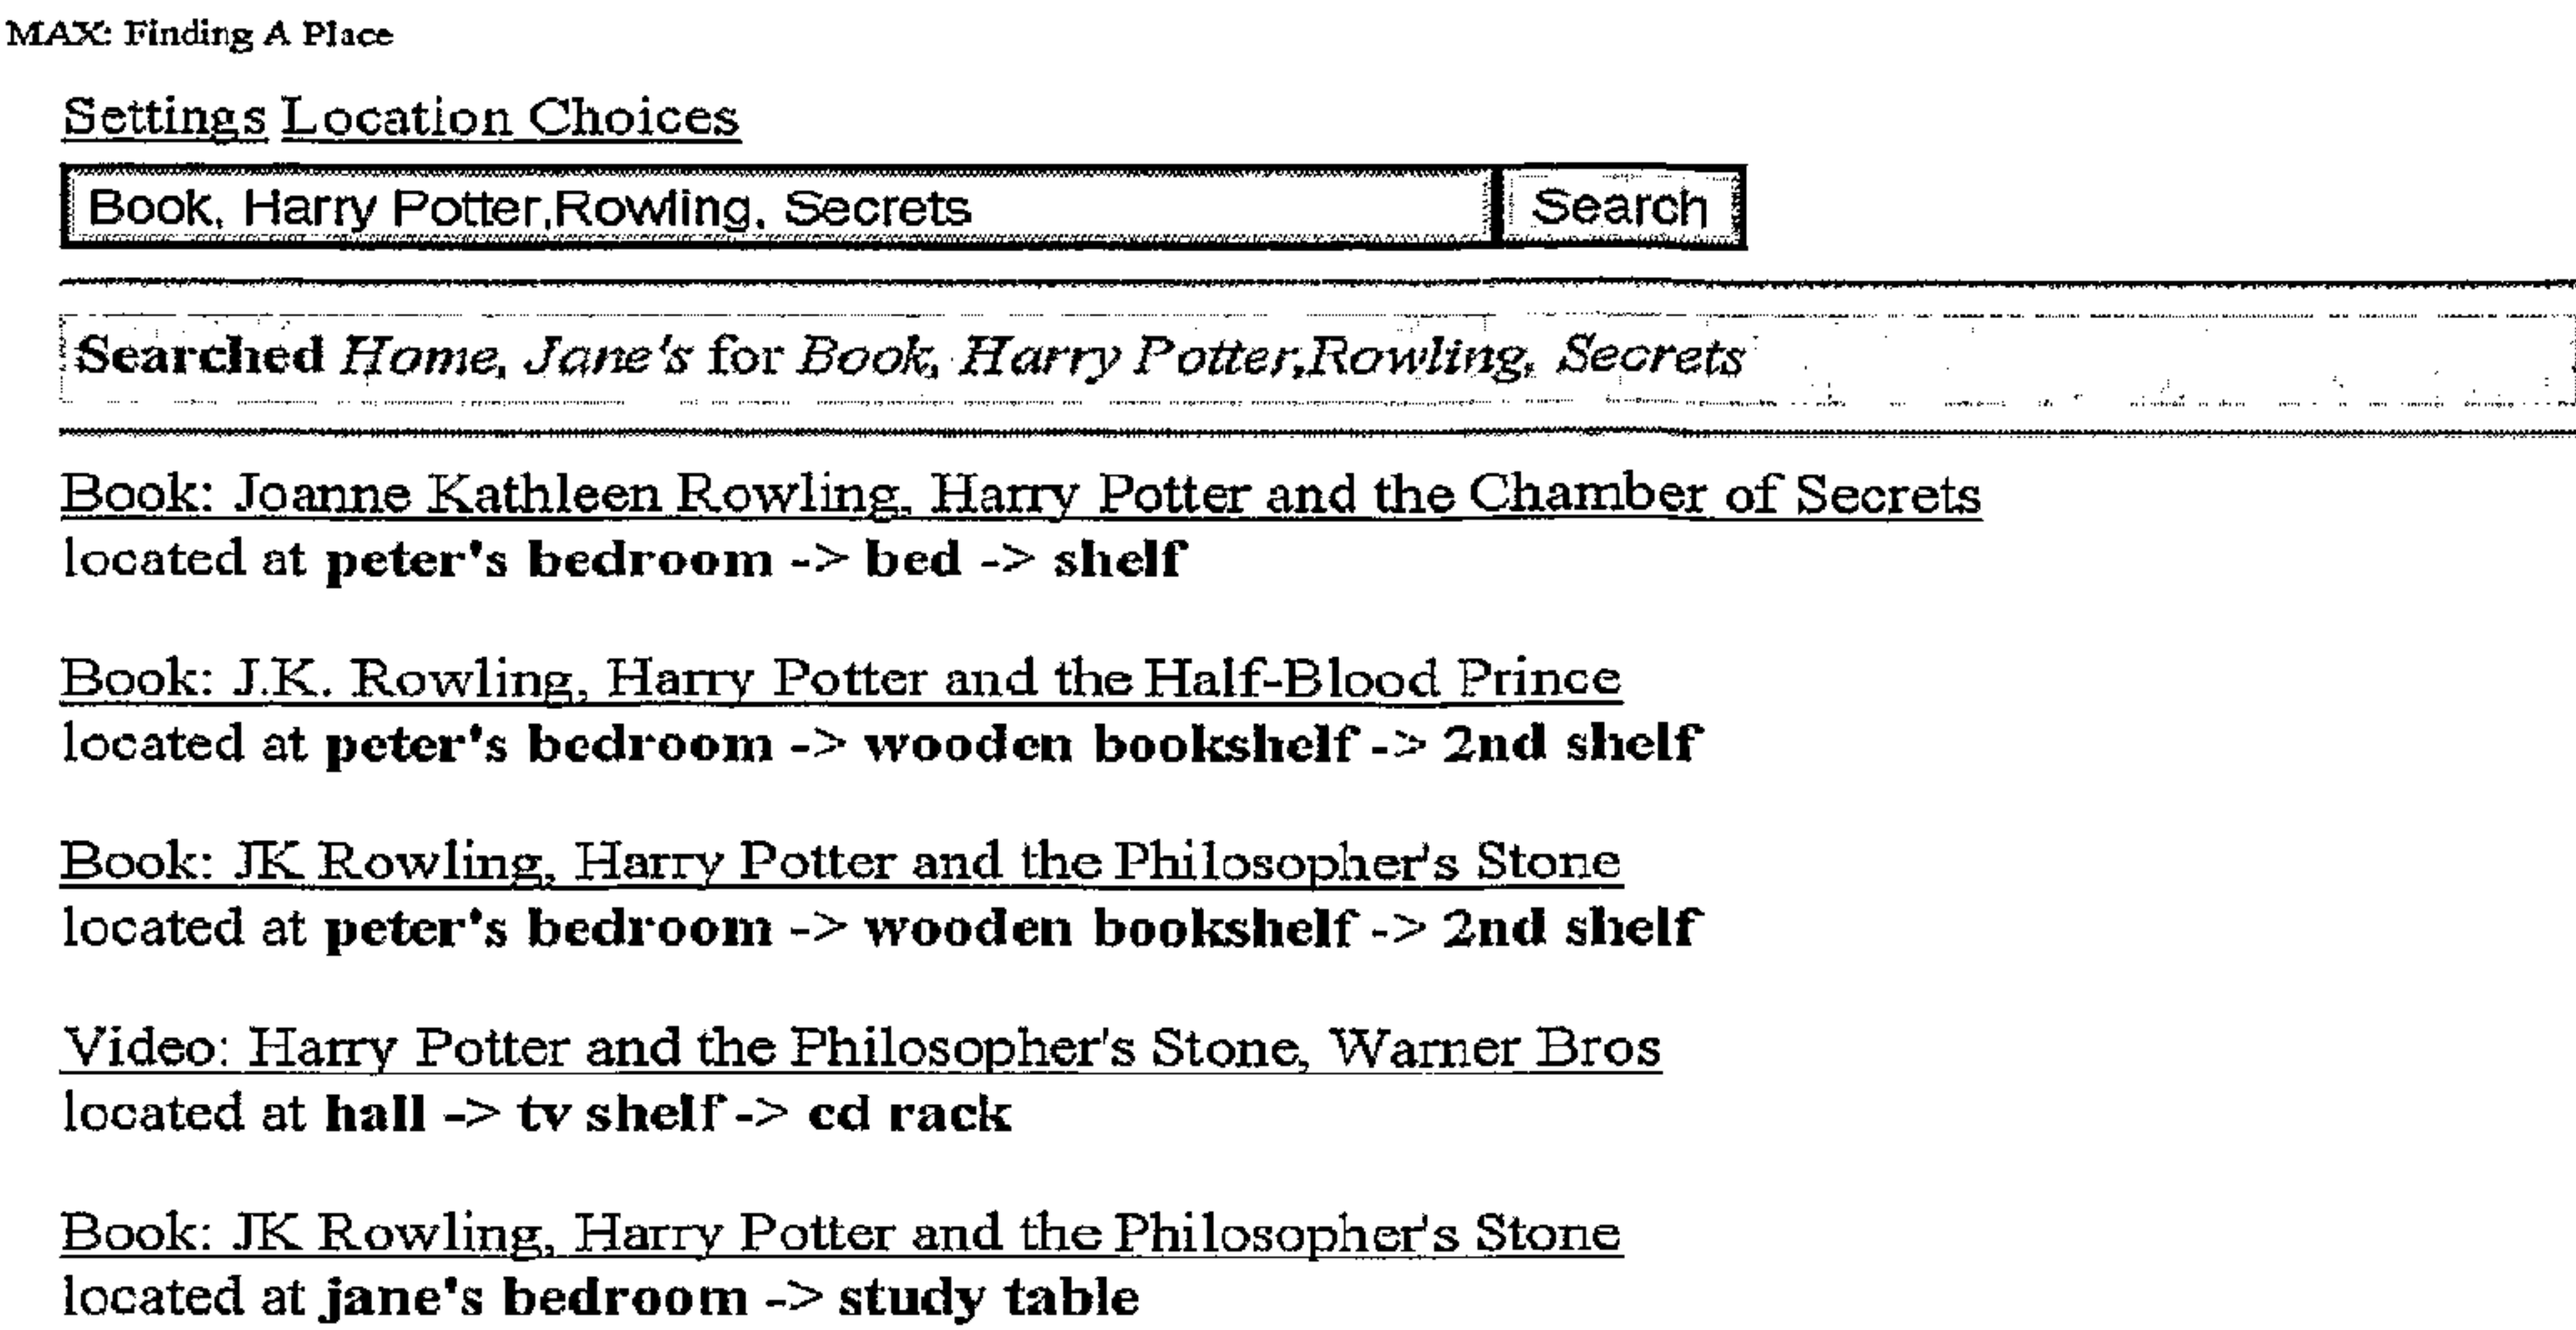 MAX: Finding A Place
Settings Location Choices
Book, Harry Potter,Rowling, Secrets Search
Searched Home, Jane's for Book, Harry Potter,Rowling, Secrets
Book: Joanne Kathleen Rowling, Harry Potter and the Chamber of Secrets
located at peter's bedroom -> bed -> shelf
Book: J.K. Rowling, Harry Potter and the Half-Blood Prince
located at peter's bedroom -> wooden bookshelf -> 2nd shelf
Book: JK Rowling, Harry Potter and the Philosopher's Stone
located at peter's bedroom -> wooden bookshelf -> 2nd shelf
Video: Harry Potter and the Philosopher's Stone, Warner Bros
located at hall -> tv shelf -> cd rack
Book: JK Rowling, Harry Potter and the Philosopher's Stone
located at jane's bedroom -> study table